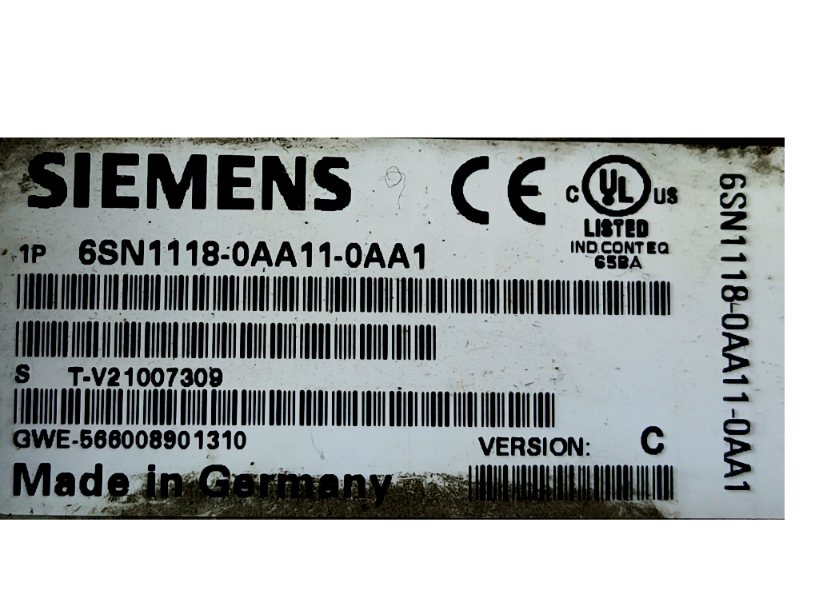 SIEMENS
CE
C UL US
LISTED
IND.CONT.EQ
65BA
1P 6SN1118-0AA11-0AA1
S T-V21007309
GWE-566008901310
VERSION: C
Made in Germany
6SN1118-0AA11-0AA1